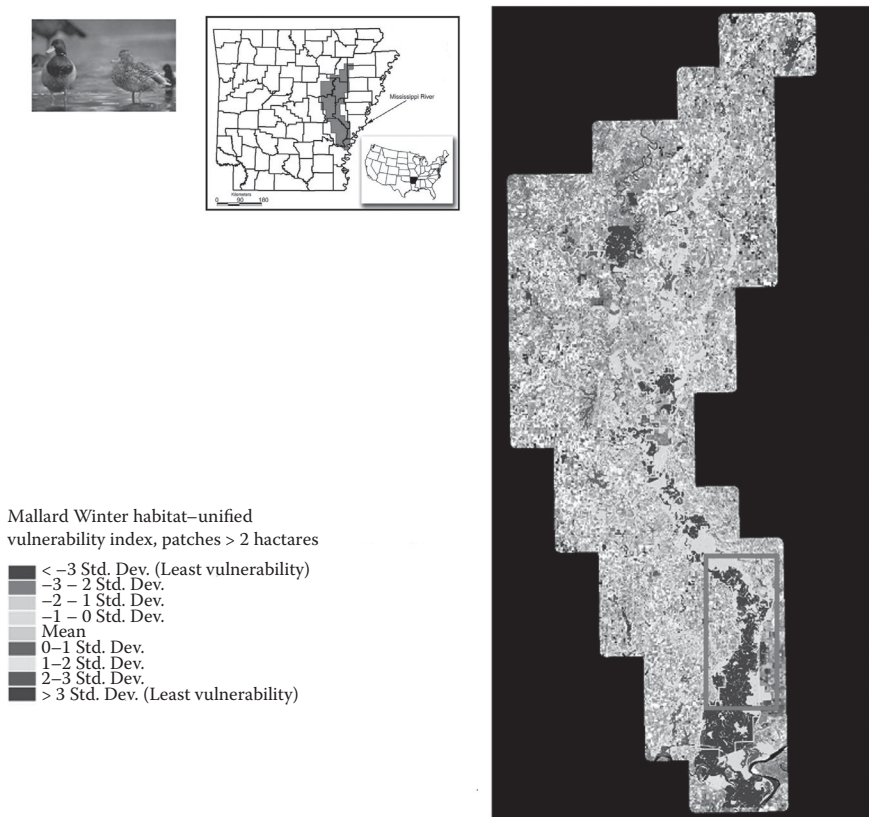 Mississippi River
Kilometers
0 90 180
Mallard Winter habitat–unified
vulnerability index, patches > 2 hactares
< –3 Std. Dev. (Least vulnerability)
–3 – 2 Std. Dev.
–2 – 1 Std. Dev.
–1 – 0 Std. Dev.
Mean
0–1 Std. Dev.
1–2 Std. Dev.
2–3 Std. Dev.
> 3 Std. Dev. (Least vulnerability)